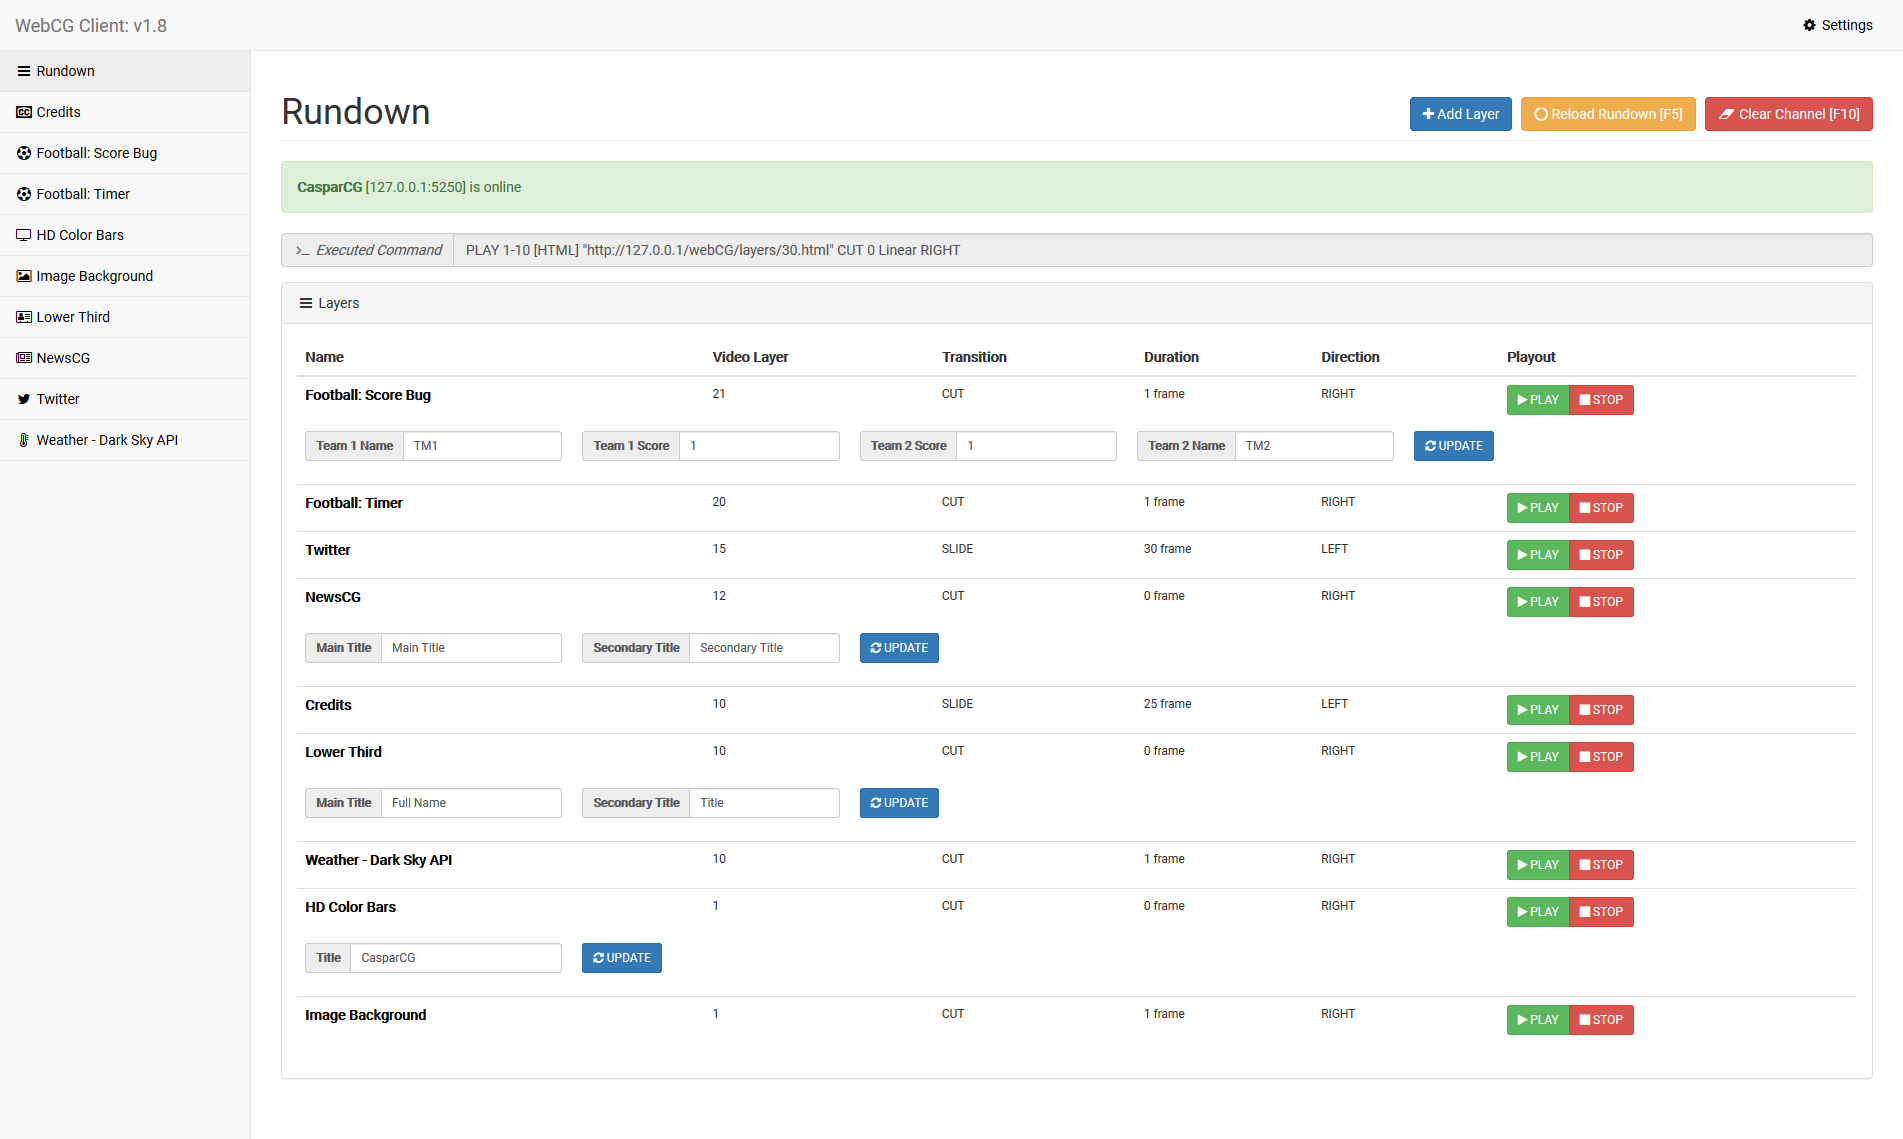 WebCG Client: v1.8
Settings
Rundown
Credits
Football: Score Bug
Football: Timer
HD Color Bars
Image Background
Lower Third
NewsCG
Twitter
Weather - Dark Sky API
Rundown
Add Layer
Reload Rundown [F5]
Clear Channel [F10]
CasparCG [127.0.0.1:5250] is online
Executed Command PLAY 1-10 [HTML] "http://127.0.0.1/webCG/layers/30.html" CUT 0 Linear RIGHT
Layers
Name Video Layer Transition Duration Direction Playout
Football: Score Bug 21 CUT 1 frame RIGHT PLAY STOP
Team 1 Name TM1 Team 1 Score 1 Team 2 Score 1 Team 2 Name TM2 UPDATE
Football: Timer 20 CUT 1 frame RIGHT PLAY STOP
Twitter 15 SLIDE 30 frame LEFT PLAY STOP
NewsCG 12 CUT 0 frame RIGHT PLAY STOP
Main Title Main Title Secondary Title Secondary Title UPDATE
Credits 10 SLIDE 25 frame LEFT PLAY STOP
Lower Third 10 CUT 0 frame RIGHT PLAY STOP
Main Title Full Name Secondary Title Title UPDATE
Weather - Dark Sky API 10 CUT 1 frame RIGHT PLAY STOP
HD Color Bars 1 CUT 0 frame RIGHT PLAY STOP
Title CasparCG UPDATE
Image Background 1 CUT 1 frame RIGHT PLAY STOP